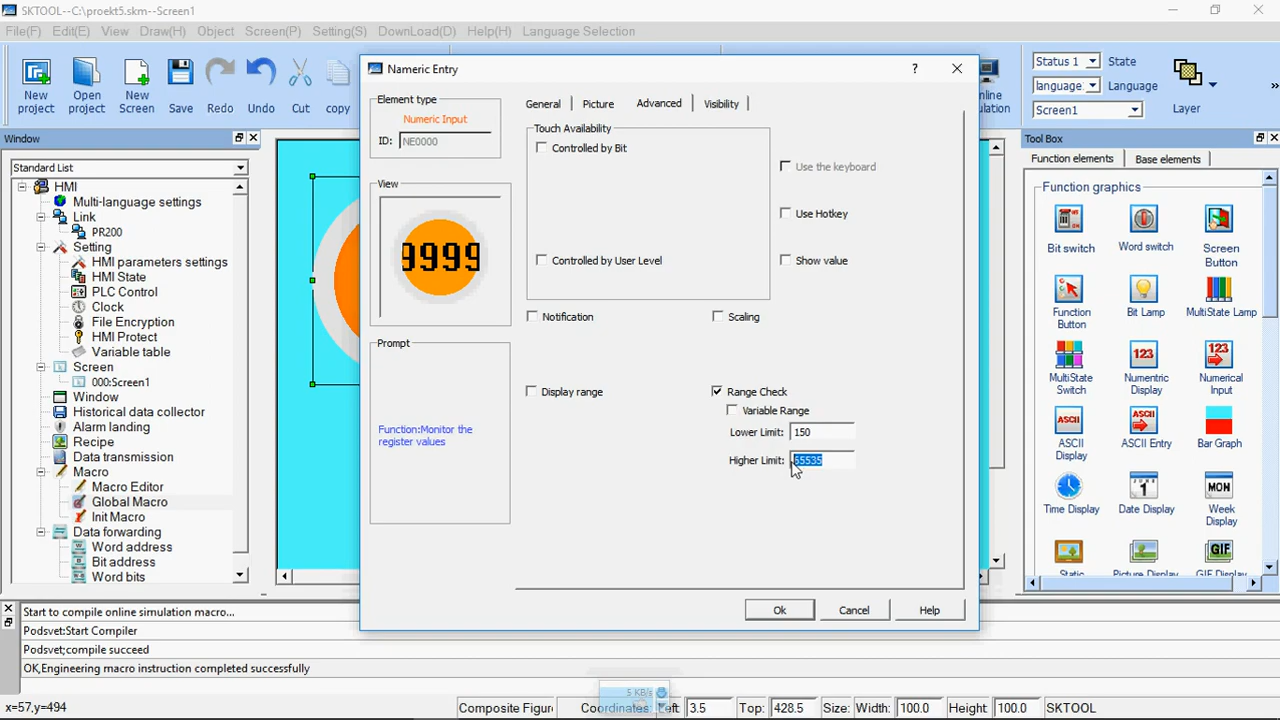 SKTOOL--C:\proekt5.skm--Screen1
File(F) Edit(E) View Draw(H) Object Screen(P) Setting(S) DownLoad(D) Help(H) Language Selection
New project
Open project
New Screen
Save
Redo
Undo
Cut
copy
Status 1 State
language Language
Screen1
Layer
»
Window
Standard List
HMI
Multi-language settings
Link
PR200
Setting
HMI parameters settings
HMI State
PLC Control
Clock
File Encryption
HMI Protect
Variable table
Screen
000:Screen1
Window
Historical data collector
Alarm landing
Recipe
Data transmission
Macro
Macro Editor
Global Macro
Init Macro
Data forwarding
Word address
Bit address
Word bits
Numeric Entry ?
Element type
Numeric Input
ID: NE0000
View
9999
Prompt
Function:Monitor the
register values
General
Picture
Advanced
Visibility
Touch Availability
Controlled by Bit
Controlled by User Level
Use the keyboard
Use Hotkey
Show value
Notification
Scaling
Display range
Range Check
Variable Range
Lower Limit: 150
Higher Limit: 65535
Ok
Cancel
Help
Tool Box
Function elements
Base elements
Function graphics
Bit switch
Word switch
Screen Button
Function Button
Bit Lamp
MultiState Lamp
MultiState Switch
Numeric Display
Numerical Input
ASCII Display
ASCII Entry
Bar Graph
Time Display
Date Display
Week Display
Start to compile online simulation macro...
Podsvet:Start Compiler
Podsvet;compile succeed
OK,Engineering macro instruction completed successfully
5 KB/s
x=57,y=494
Composite Figur
Coordinates
Left 3.5 Top: 428.5 Size: Width: 100.0 Height: 100.0 SKTOOL